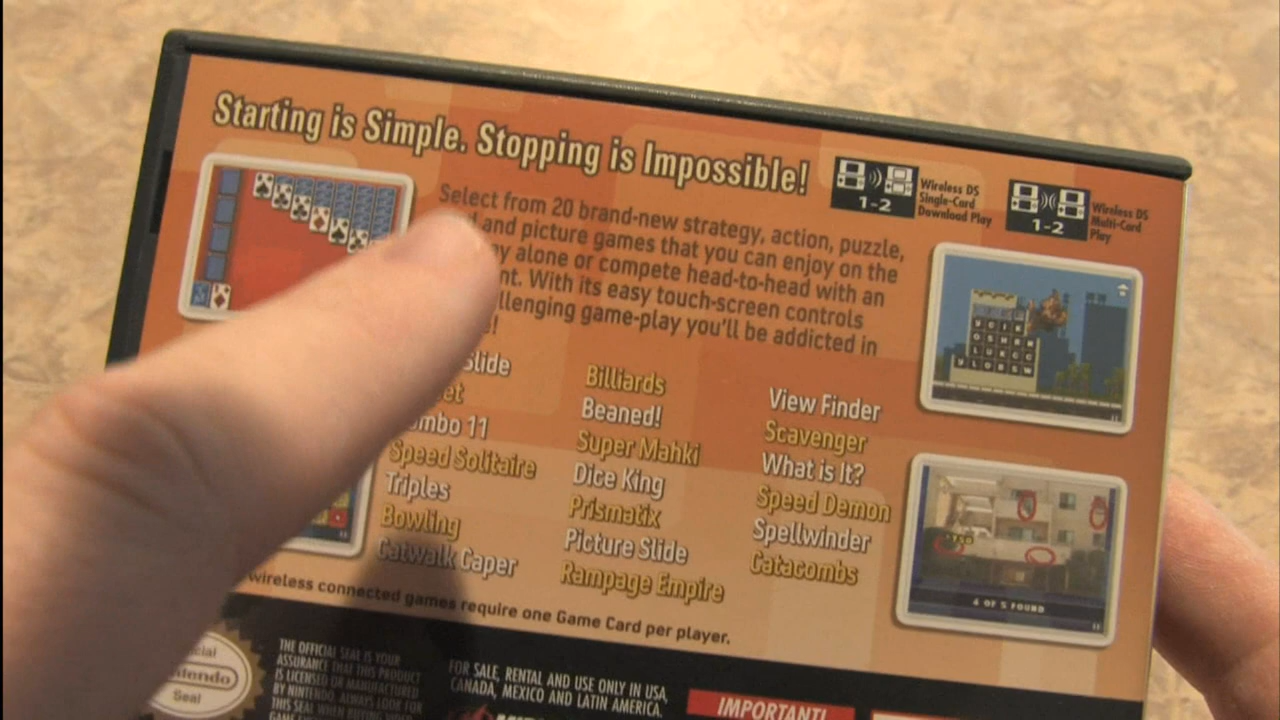 Starting is Simple. Stopping is Impossible!
1-2
Wireless DS
Single-Card
Download Play
1-2
Wireless DS
Multi-Card
Play
Select from 20 brand-new strategy, action, puzzle,
and picture games that you can enjoy on the
alone or compete head-to-head with an
With its easy touch-screen controls
game-play you'll be addicted in
Slide
Combo 11
Speed Solitaire
Triples
Bowling
Catwalk Caper
Billiards
Beaned!
Super Mahki
Dice King
Prismatix
Picture Slide
Rampage Empire
View Finder
Scavenger
What is It?
Speed Demon
Spellwinder
Catacombs
4 OF 5 FOUND
wireless connected games require one Game Card per player.
Nintendo
Seal
THE OFFICIAL SEAL IS YOUR
ASSURANCE THAT THIS PRODUCT
IS LICENSED OR MANUFACTURED
BY NINTENDO. ALWAYS LOOK FOR
THIS SEAL WHEN BUYING
FOR SALE, RENTAL AND USE ONLY IN USA,
CANADA, MEXICO AND LATIN AMERICA.
IMPORTANT!